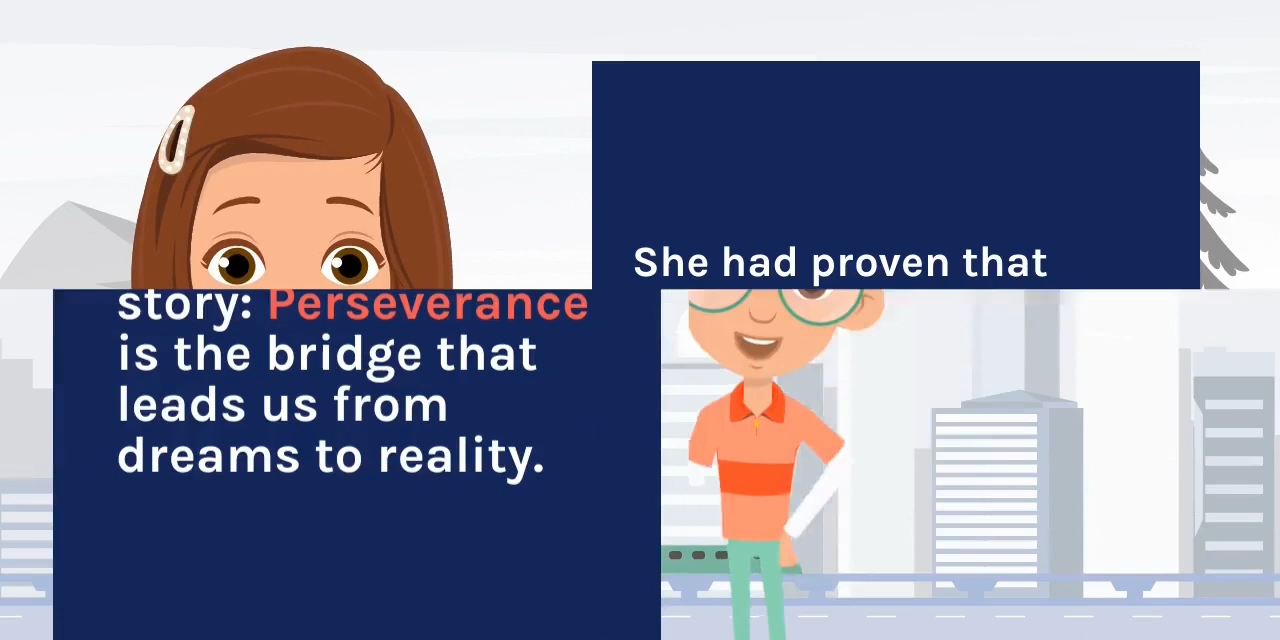 She had proven that
story: Perseverance
is the bridge that
leads us from
dreams to reality.